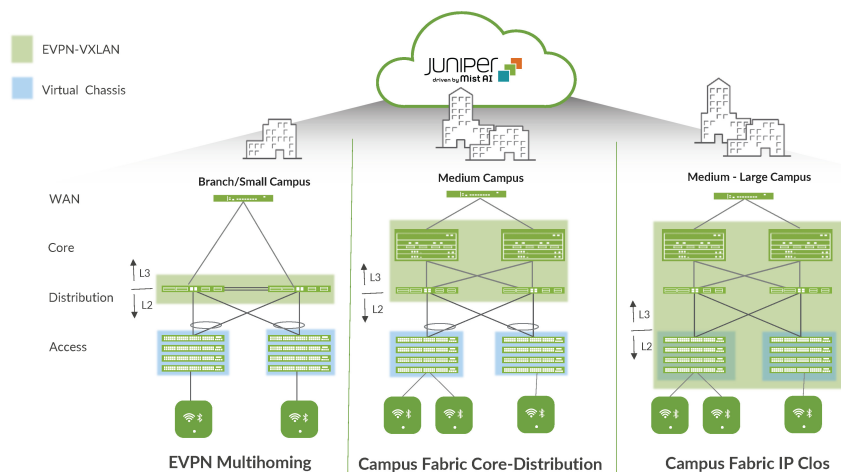 EVPN-VXLAN
Virtual Chassis
JUNIPER
driven by Mist AI
Branch/Small Campus
Medium Campus
Medium - Large Campus
WAN
Core
Distribution
Access
L3
L2
L3
L2
L3
L2
EVPN Multihoming
Campus Fabric Core-Distribution
Campus Fabric IP Clos